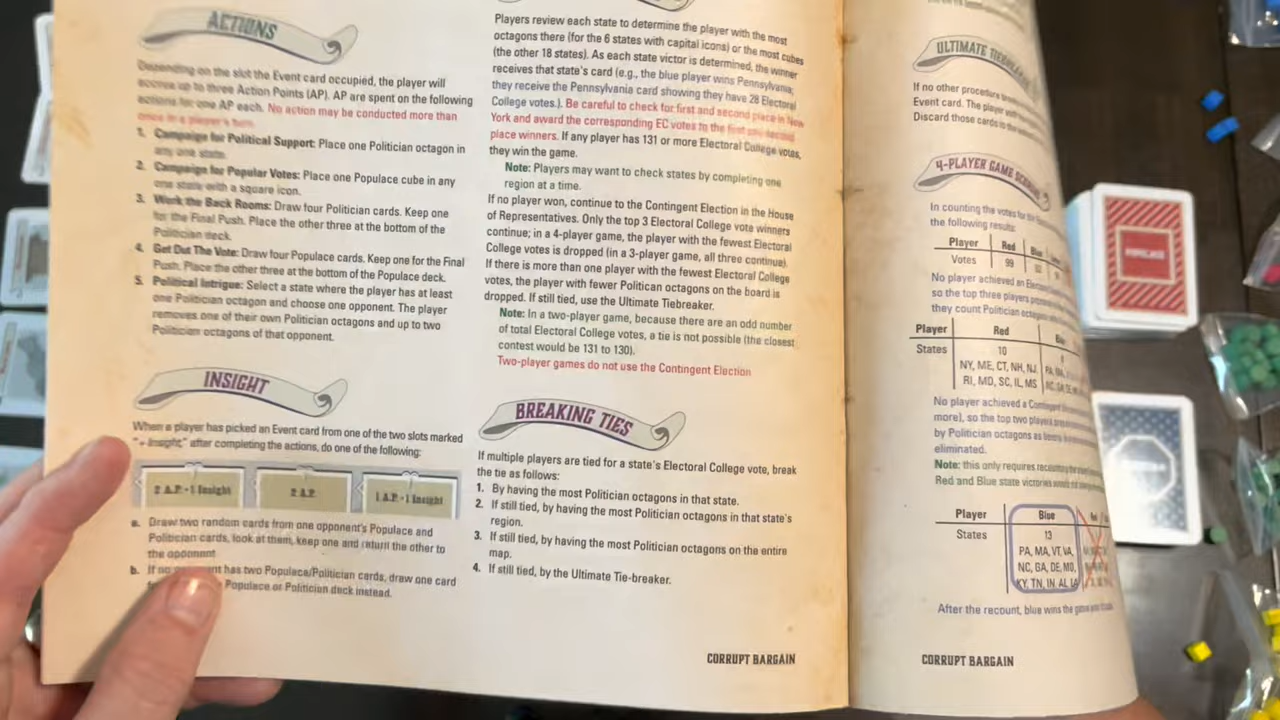 ACTIONS
Depending on the slot the Event card occupied, the player will
up to three Action Points (AP). AP are spent on the following
actions for one AP each. No action may be conducted more than
once in a player's turn.
1. Campaign for Political Support: Place one Politician octagon in
any one state.
2. Campaign for Popular Votes: Place one Populace cube in any
one state with a square icon.
3. Work the Back Rooms: Draw four Politician cards. Keep one
for the Final Push. Place the other three at the bottom of the
Politician deck.
4. Get Out The Vote: Draw four Populace cards. Keep one for the Final
Push. Place the other three at the bottom of the Populace deck.
5. Political Intrigue: Select a state where the player has at least
one Politician octagon and choose one opponent. The player
removes one of their own Politician octagons and up to two
Politician octagons of that opponent.
INSIGHT
When a player has picked an Event card from one of the two slots marked
"+ Insight," after completing the actions, do one of the following:
2 A.P. + 1 Insight
2 A.P.
1 A.P. + 1 Insight
a. Draw two random cards from one opponent's Populace and
Politician cards, look at them, keep one and return the other to
the opponent
b. If no has two Populace/Politician cards, draw one card
Populace or Politician deck instead.
Players review each state to determine the player with the most
octagons there (for the 6 states with capital icons) or the most cubes
(the other 18 states). As each state victor is determined, the winner
receives that state's card (e.g., the blue player wins Pennsylvania;
they receive the Pennsylvania card showing they have 28 Electoral
College votes.). Be careful to check for first and second place in New
York and award the corresponding EC votes to the first and second
place winners. If any player has 131 or more Electoral College votes,
they win the game.
Note: Players may want to check states by completing one
region at a time.
If no player won, continue to the Contingent Election in the House
of Representatives. Only the top 3 Electoral College vote winners
continue; in a 4-player game, the player with the fewest Electoral
College votes is dropped (in a 3-player game, all three continue).
If there is more than one player with the fewest Electoral College
votes, the player with fewer Politican octagons on the board is
dropped. If still tied, use the Ultimate Tiebreaker.
Note: In a two-player game, because there are an odd number
of total Electoral College votes, a tie is not possible (the closest
contest would be 131 to 130).
Two-player games do not use the Contingent Election
BREAKING TIES
If multiple players are tied for a state's Electoral College vote, break
the tie as follows:
1. By having the most Politician octagons in that state.
2. If still tied, by having the most Politician octagons in that state's
region.
3. If still tied, by having the most Politician octagons on the entire
map.
4. If still tied, by the Ultimate Tie-breaker.
CORRUPT BARGAIN
ULTIMATE
If no other procedure
Event card. The player
Discard those cards
4-PLAYER GAME
In counting the votes for the
the following results:
Player Red Blue
Votes 99
No player achieved an
so the top three players
they count Politician
Player Red
States 10
NY, ME, CT, NH, NJ,
RI, MD, SC, IL, MS
No player achieved a
more), so the top two players
by Politician octagons as
eliminated.
Note: this only requires recounting the
Red and Blue state victories
Player Blue
States 13
PA, MA, VT, VA,
NC, GA, DE, MO,
KY, TN, IN, AL, LA
After the recount, blue wins the game
CORRUPT BARGAIN
POPULACE